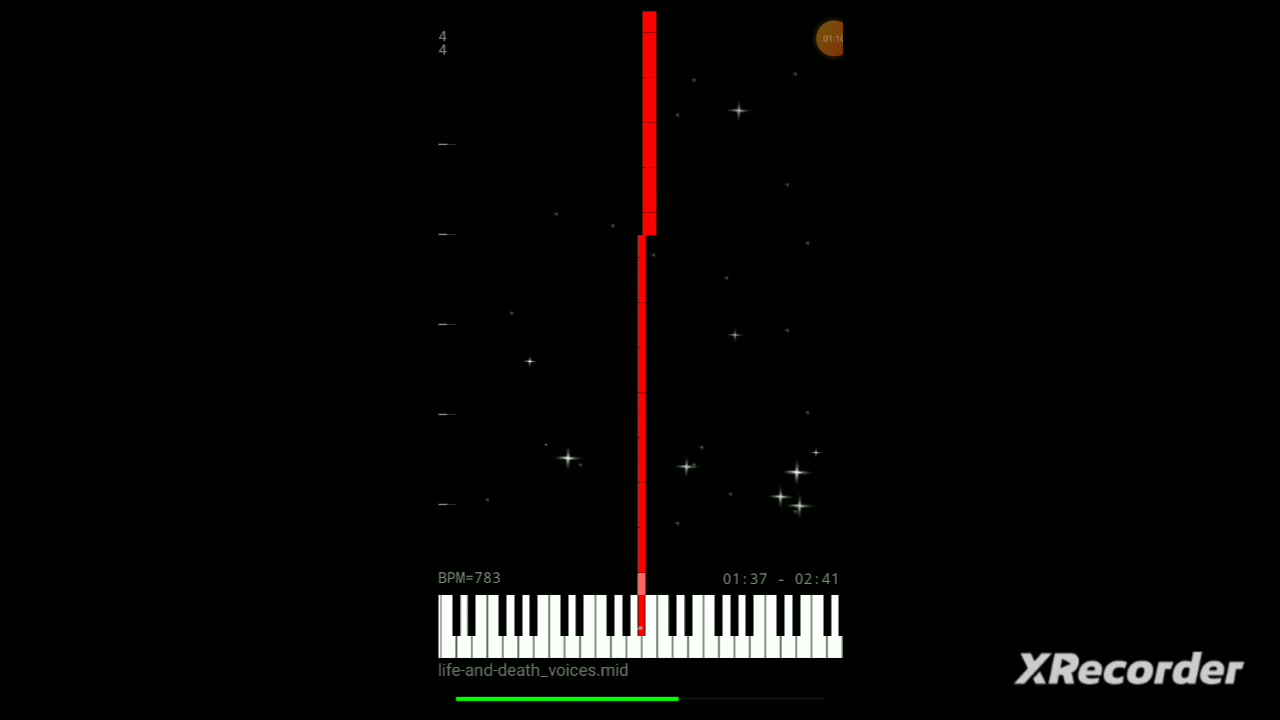 4
4
BPM=783
01:37 - 02:41
life-and-death_voices.mid
XRecorder